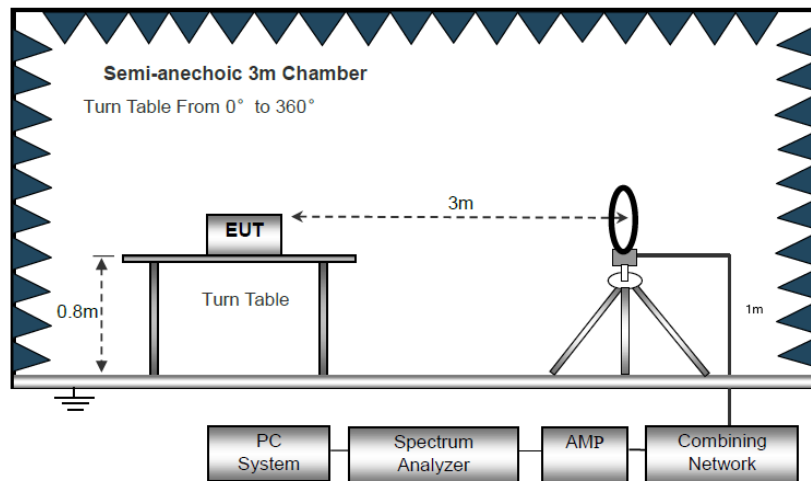 Semi-anechoic 3m Chamber
Turn Table From 0° to 360°
3m
EUT
Turn Table
0.8m
1m
PC
System
Spectrum
Analyzer
AMP
Combining
Network